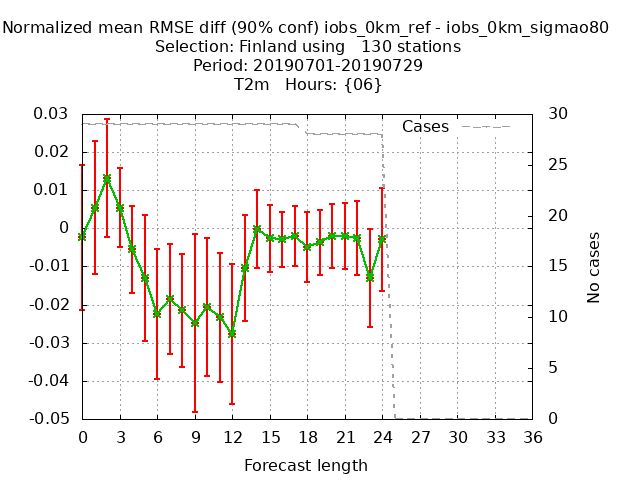 Normalized mean RMSE diff (90% conf) iobs_0km_ref - iobs_0km_sigmao80
Selection: Finland using   130 stations
Period: 20190701-20190729
T2m   Hours: {06}
Cases
0.03
0.02
0.01
0
-0.01
-0.02
-0.03
-0.04
-0.05
30
25
20
15
10
5
0
No cases
0 3 6 9 12 15 18 21 24 27 30 33 36
Forecast length